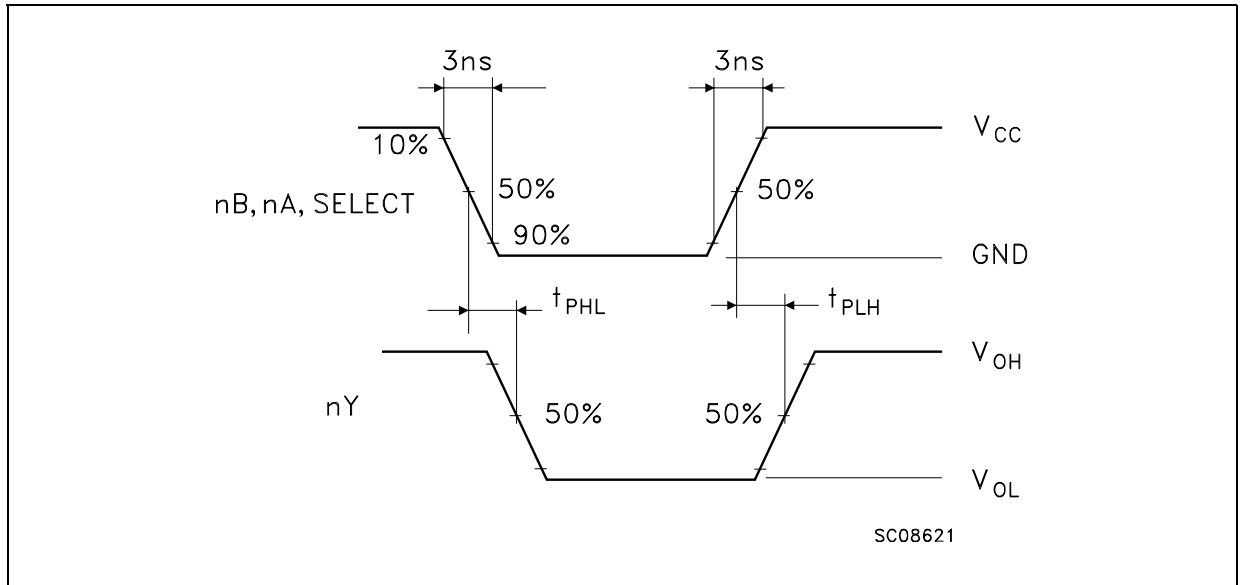 3ns 3ns
V_CC
10%
50% 50%
nB, nA, SELECT
90%
GND
t_PHL t_PLH
V_OH
nY 50% 50%
V_OL
SC08621